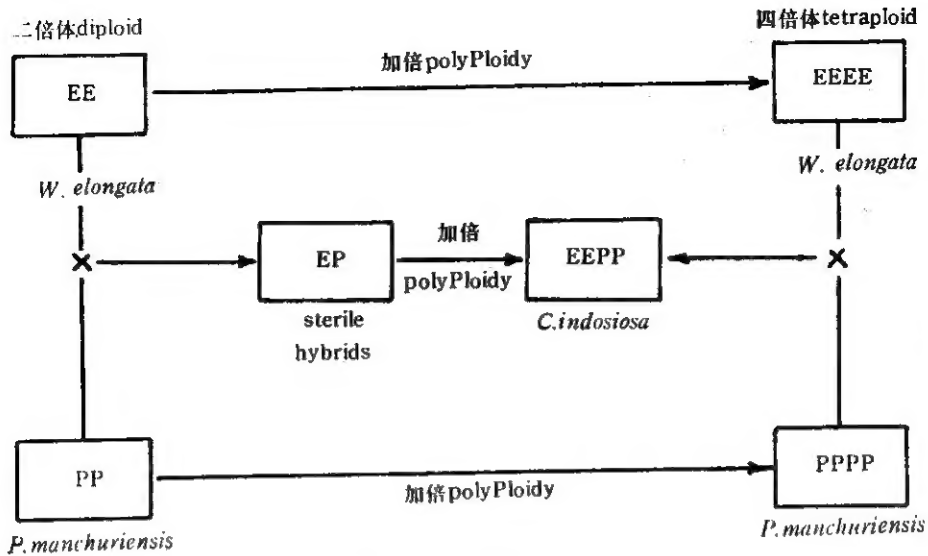 二倍体diploid
四倍体tetraploid
EE
加倍polyPloidy
EEEE
W. elongata
W. elongata
EP
加倍
polyPloidy
EEPP
sterile
hybrids
C.indosiosa
PP
加倍polyPloidy
PPPP
P.manchuriensis
P.manchuriensis